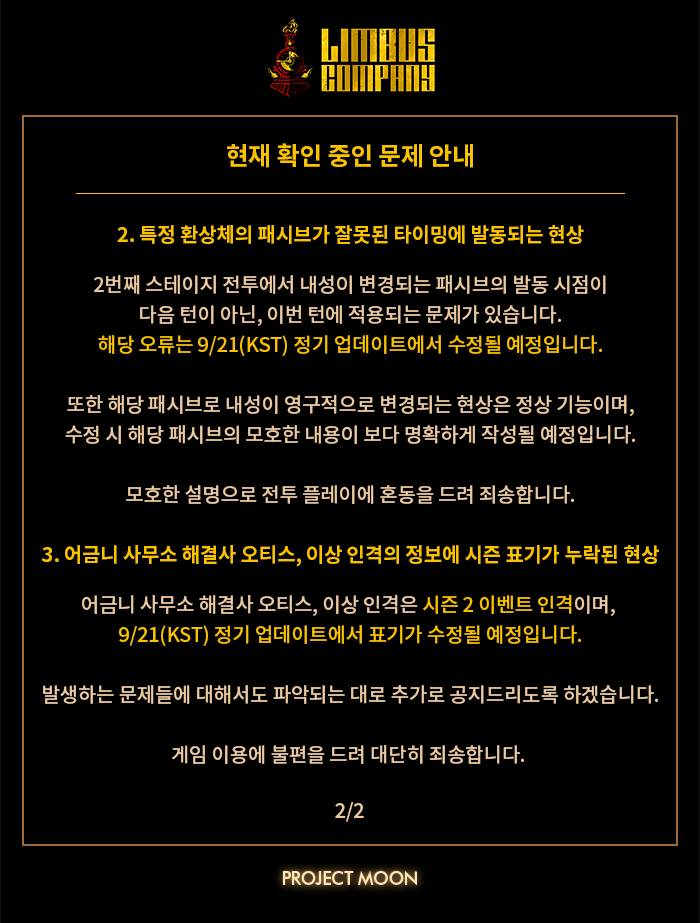 LIMBUS
COMPANY
현재 확인 중인 문제 안내
2. 특정 환상체의 패시브가 잘못된 타이밍에 발동되는 현상
2번째 스테이지 전투에서 내성이 변경되는 패시브의 발동 시점이
다음 턴이 아닌, 이번 턴에 적용되는 문제가 있습니다.
해당 오류는 9/21(KST) 정기 업데이트에서 수정될 예정입니다.
또한 해당 패시브로 내성이 영구적으로 변경되는 현상은 정상 기능이며,
수정 시 해당 패시브의 모호한 내용이 보다 명확하게 작성될 예정입니다.
모호한 설명으로 전투 플레이에 혼동을 드려 죄송합니다.
3. 어금니 사무소 해결사 오티스, 이상 인격의 정보에 시즌 표기가 누락된 현상
어금니 사무소 해결사 오티스, 이상 인격은 시즌 2 이벤트 인격이며,
9/21(KST) 정기 업데이트에서 표기가 수정될 예정입니다.
발생하는 문제들에 대해서도 파악되는 대로 추가로 공지드리도록 하겠습니다.
게임 이용에 불편을 드려 대단히 죄송합니다.
2/2
PROJECT MOON